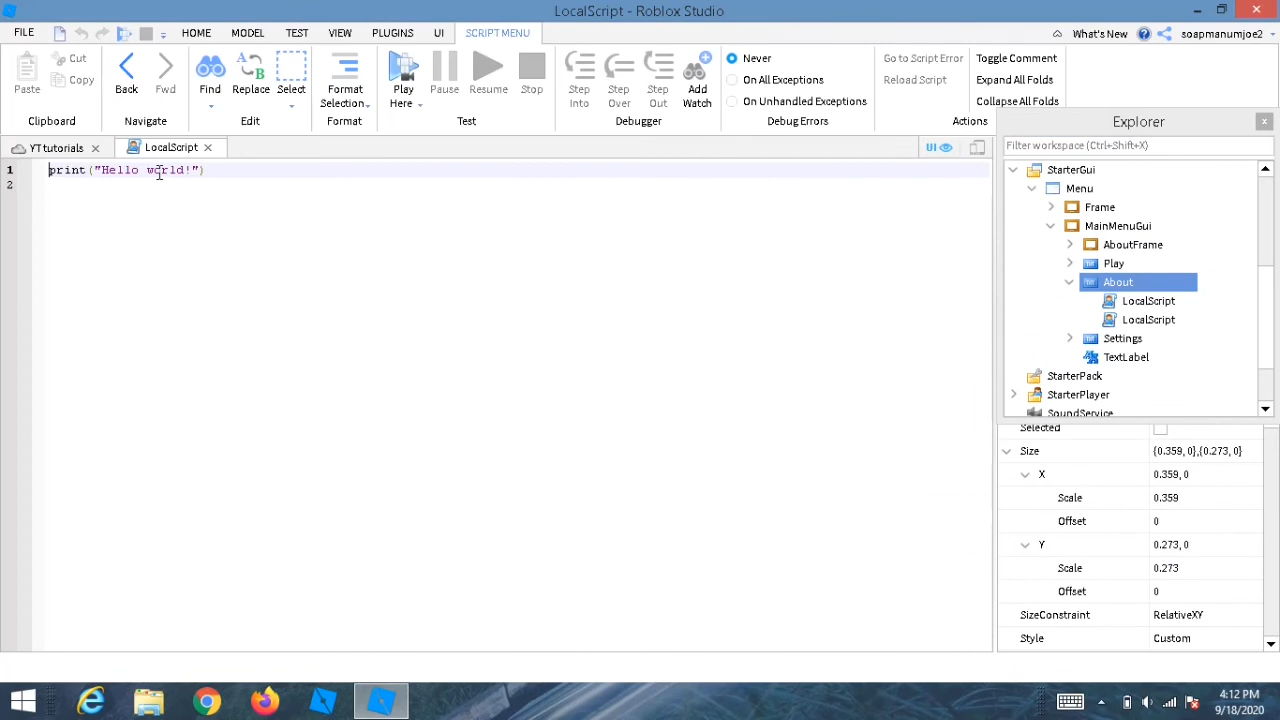 LocalScript - Roblox Studio
FILE HOME MODEL TEST VIEW PLUGINS UI SCRIPT MENU What's New soapmanumjoe2
Paste Cut Copy Back Fwd Find Replace Select Format Selection Play Here Pause Resume Stop Step Into Step Over Step Out Add Watch
Never
On All Exceptions
On Unhandled Exceptions
Go to Script Error
Reload Script
Toggle Comment
Expand All Folds
Collapse All Folds
Clipboard Navigate Edit Format Test Debugger Debug Errors Actions
YT tutorials LocalScript UI
1 print("Hello world!")
2
Explorer
Filter workspace (Ctrl+Shift+X)
StarterGui
Menu
Frame
MainMenuGui
AboutFrame
Play
About
LocalScript
LocalScript
Settings
TextLabel
StarterPack
StarterPlayer
SoundService
Selected
Size {0.359, 0},{0.273, 0}
X 0.359, 0
Scale 0.359
Offset 0
Y 0.273, 0
Scale 0.273
Offset 0
SizeConstraint RelativeXY
Style Custom
4:12 PM
9/18/2020